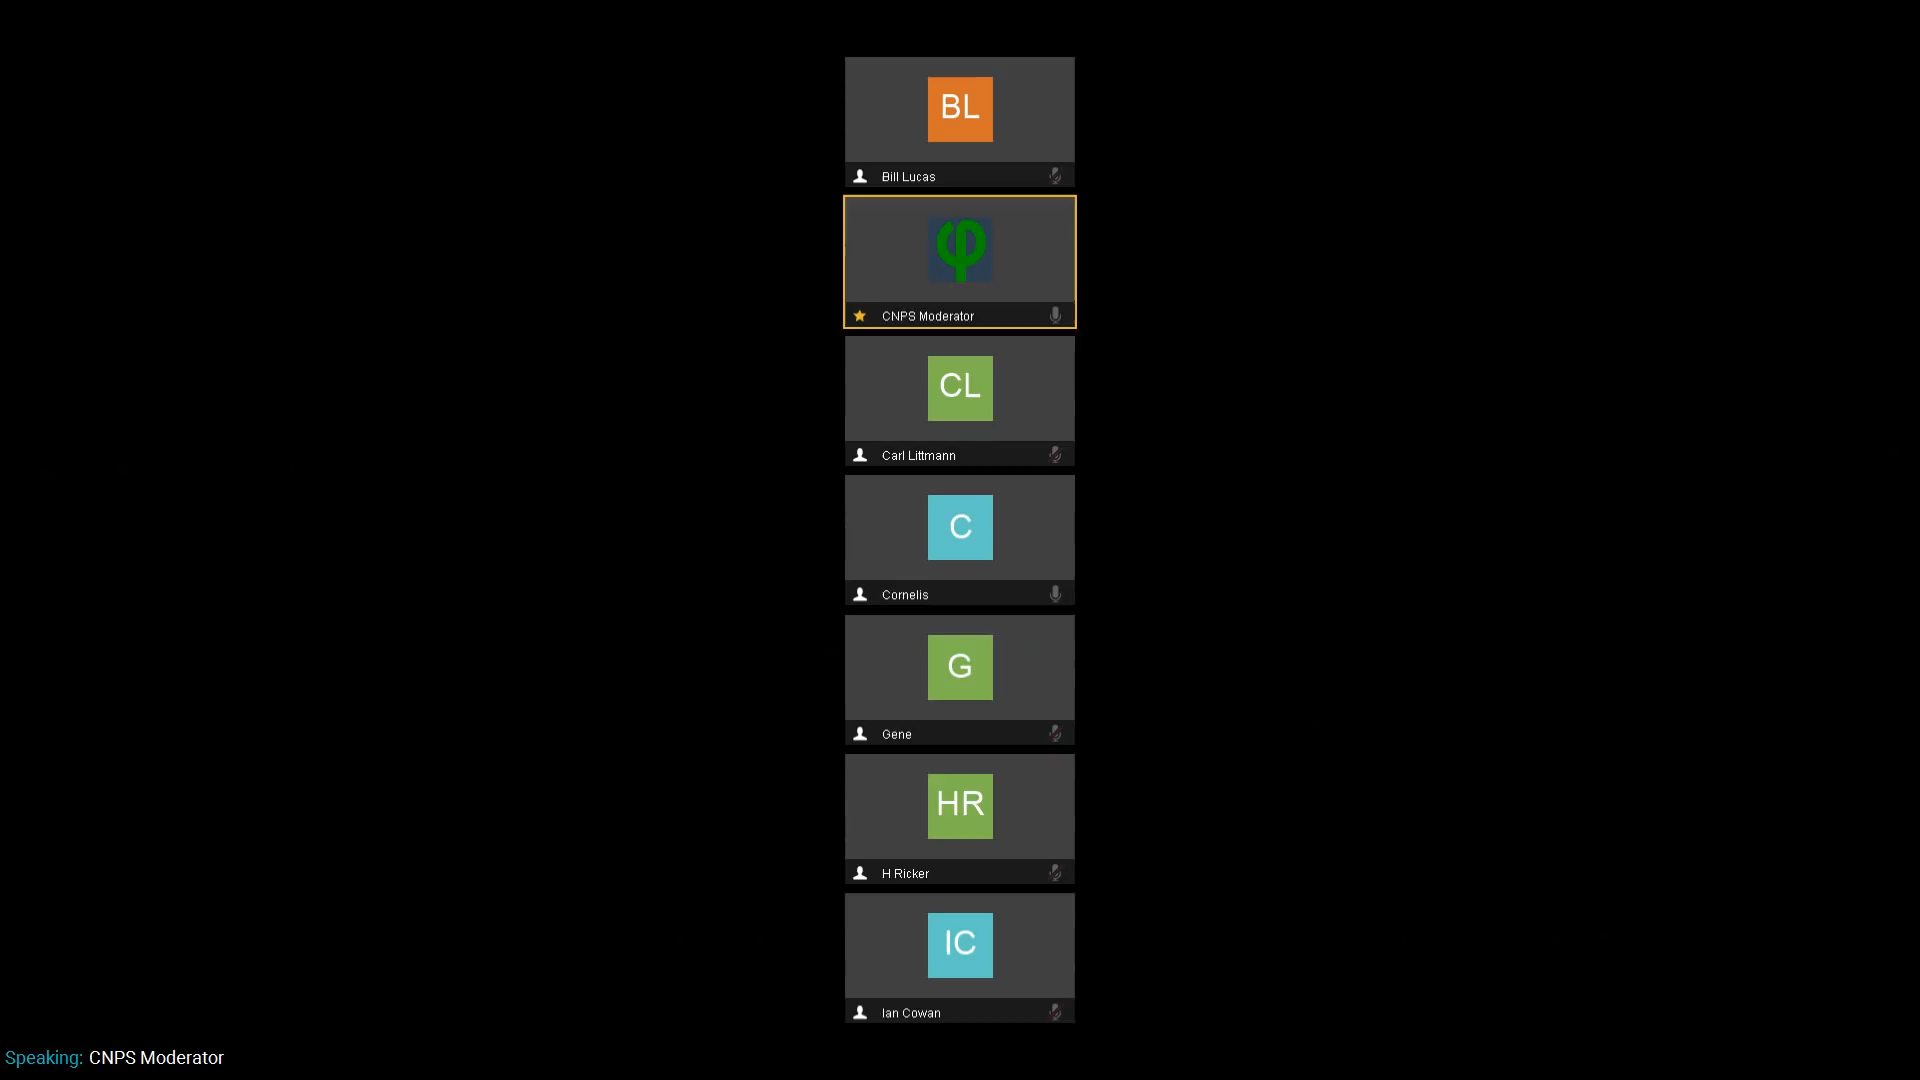 BL
Bill Lucas
φ
CNPS Moderator
CL
Carl Littmann
C
Cornelis
G
Gene
HR
H Ricker
IC
Ian Cowan
Speaking: CNPS Moderator